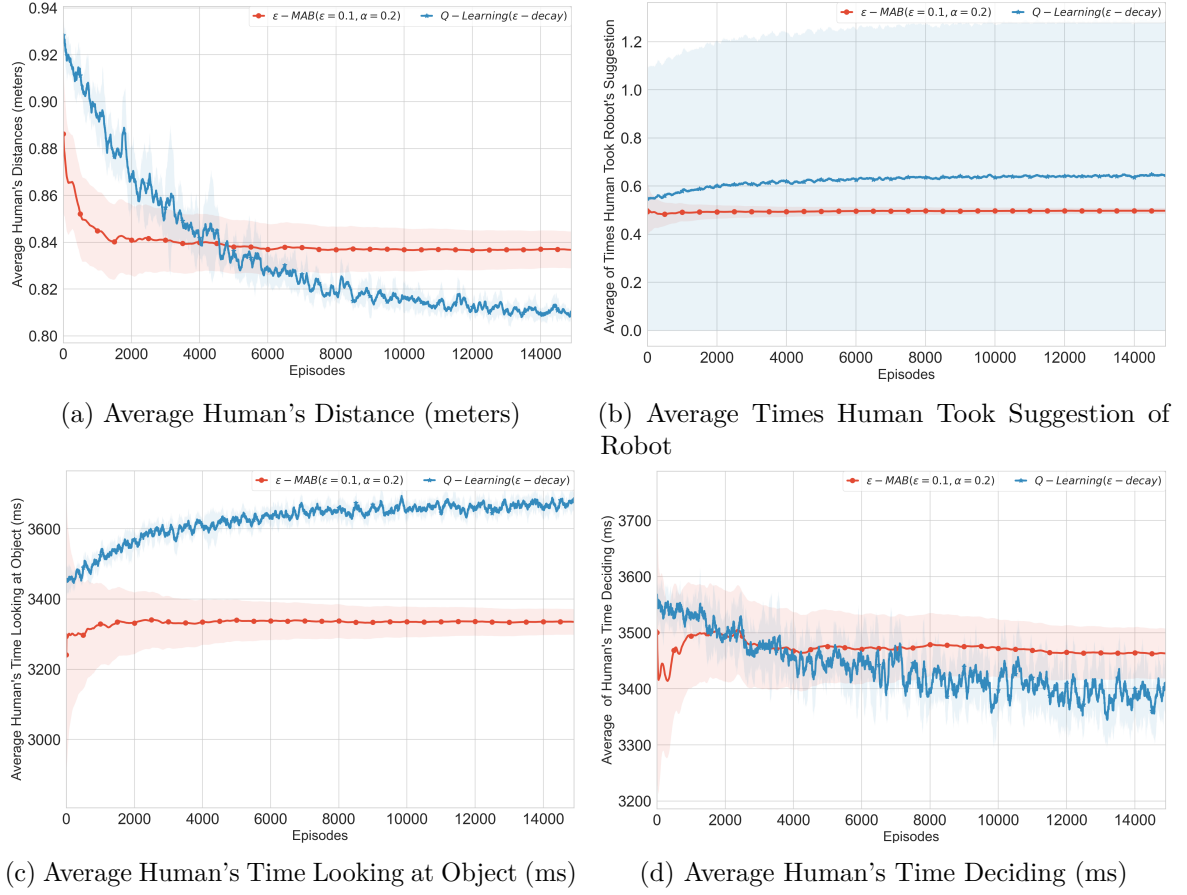 ε − MAB(ε = 0.1, α = 0.2) Q − Learning(ε − decay)
0.94
0.92
0.90
0.88
0.86
0.84
0.82
0.80
Average Human's Distances (meters)
0 2000 4000 6000 8000 10000 12000 14000
Episodes
(a) Average Human's Distance (meters)
ε − MAB(ε = 0.1, α = 0.2) Q − Learning(ε − decay)
1.2
1.0
0.8
0.6
0.4
0.2
0.0
Average of Times Human Took Robot's Suggestion
0 2000 4000 6000 8000 10000 12000 14000
Episodes
(b) Average Times Human Took Suggestion of
Robot
ε − MAB(ε = 0.1, α = 0.2) Q − Learning(ε − decay)
3600
3400
3200
3000
Average Human's Time Looking at Object (ms)
0 2000 4000 6000 8000 10000 12000 14000
Episodes
(c) Average Human's Time Looking at Object (ms)
ε − MAB(ε = 0.1, α = 0.2) Q − Learning(ε − decay)
3700
3600
3500
3400
3300
3200
Average of Human's Time Deciding (ms)
0 2000 4000 6000 8000 10000 12000 14000
Episodes
(d) Average Human's Time Deciding (ms)